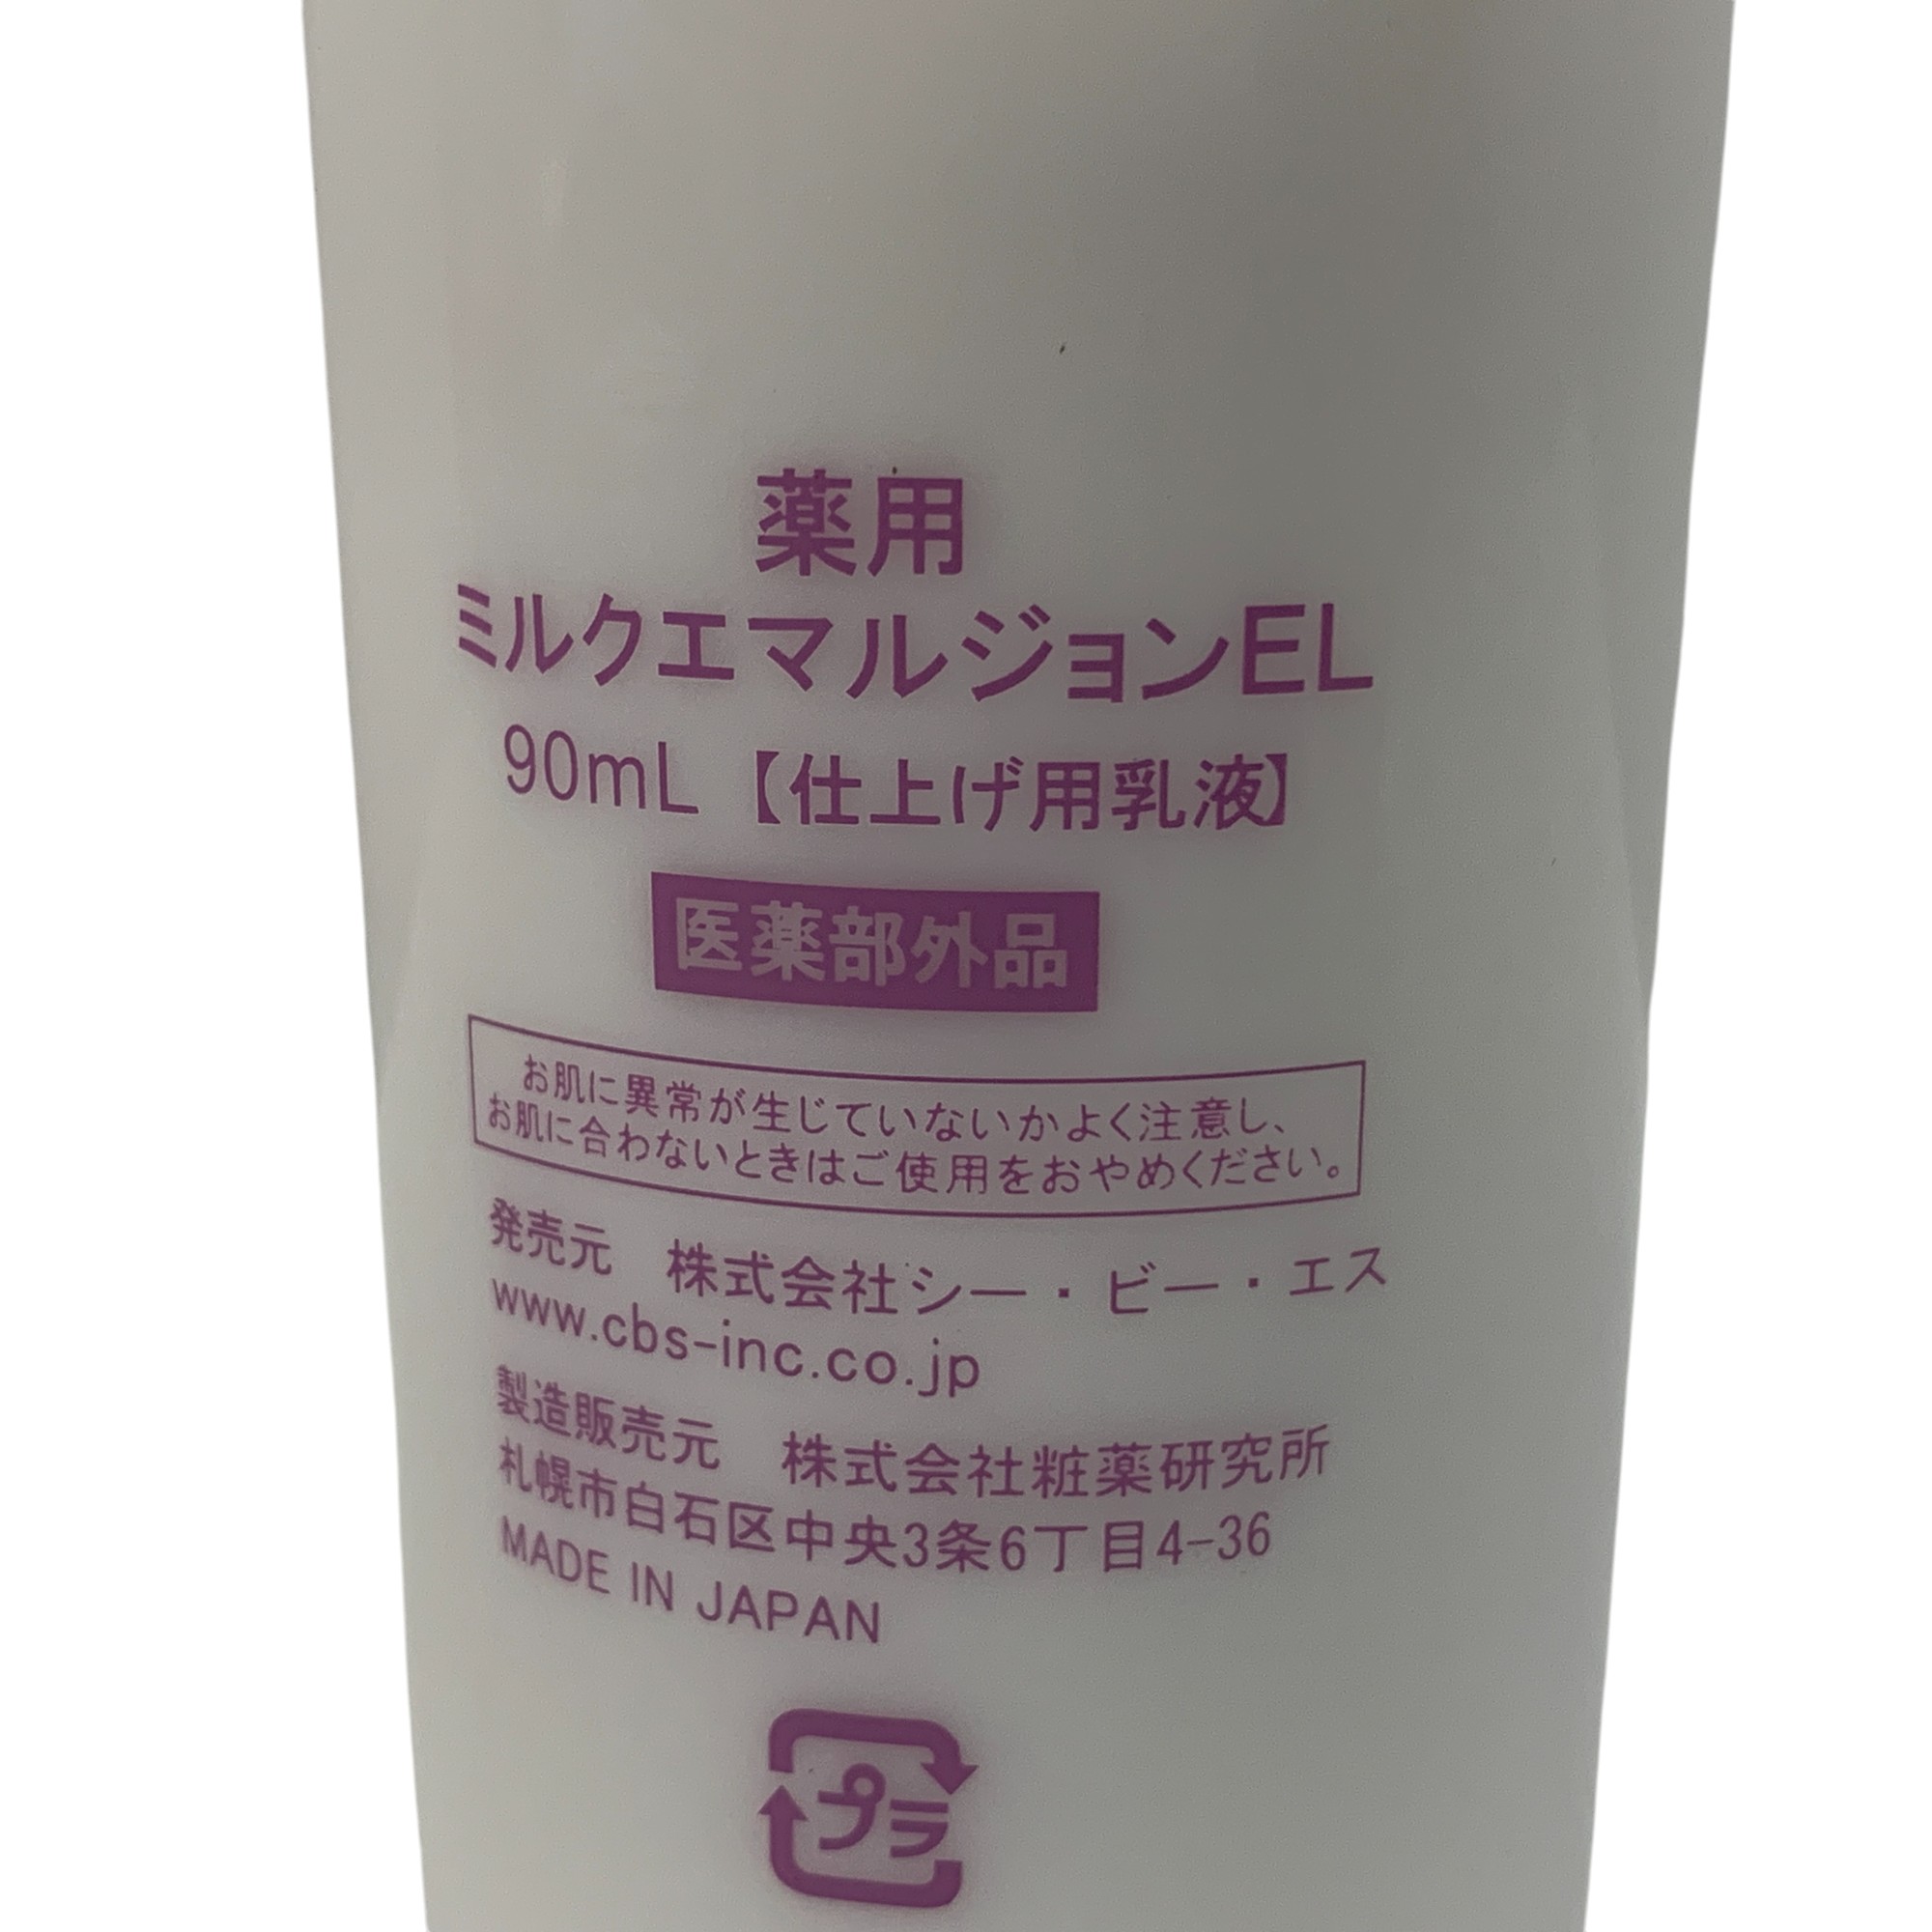 薬用
ミルクエマルジョンEL
90mL 【仕上げ用乳液】
医薬部外品
お肌に異常が生じていないかよく注意し、
お肌に合わないときはご使用をおやめください。
発売元　株式会社シー・ビー・エス
www.cbs-inc.co.jp
製造販売元　株式会社粧薬研究所
札幌市白石区中央3条6丁目4-36
MADE IN JAPAN
プラ